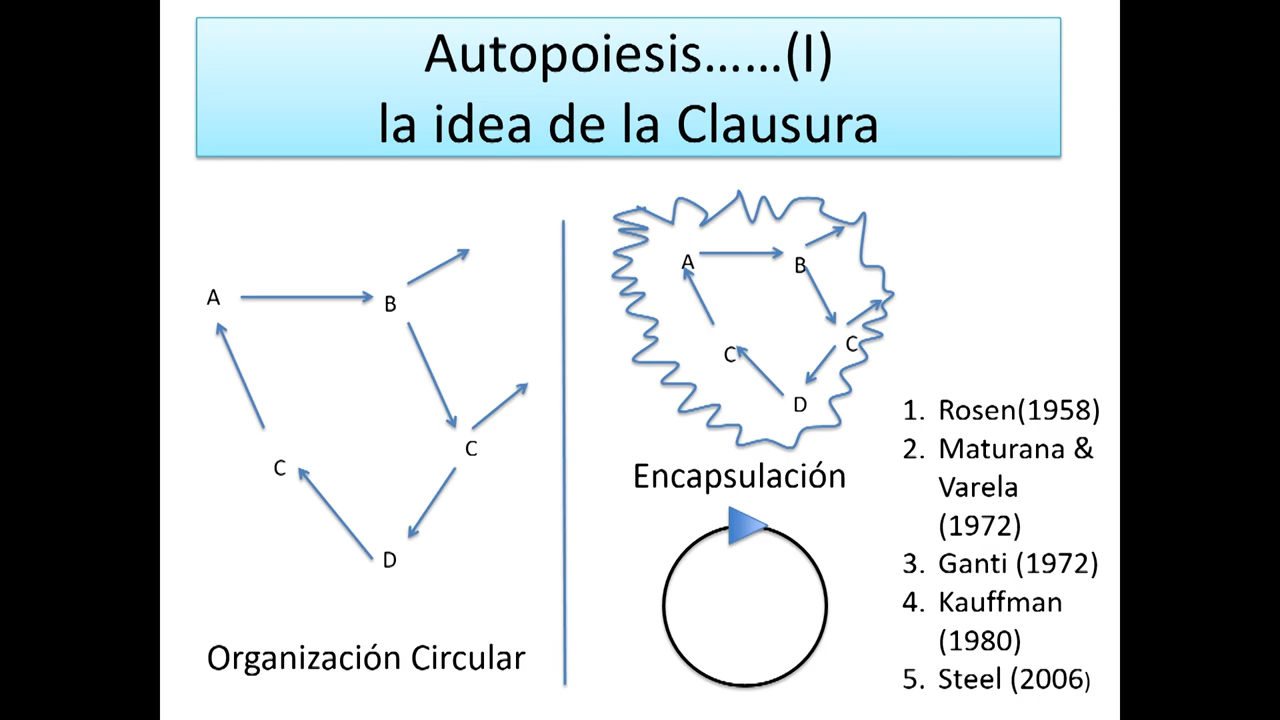 Autopoiesis……(I)
la idea de la Clausura
A
B
C
D
C
Organización Circular
A
B
C
D
C
Encapsulación
1. Rosen(1958)
2. Maturana &
Varela
(1972)
3. Ganti (1972)
4. Kauffman
(1980)
5. Steel (2006)